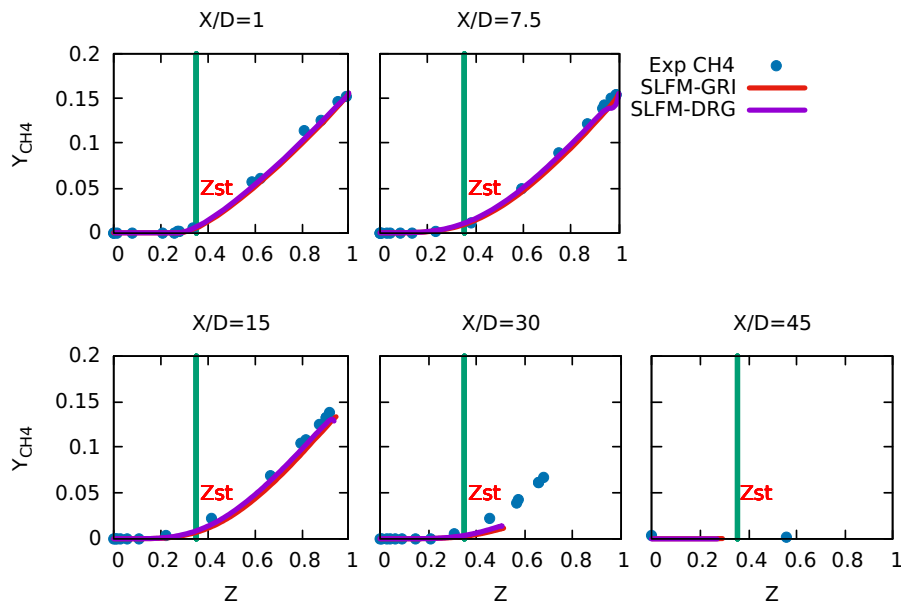 X/D=1
X/D=7.5
0.2
0.15
0.1
0.05
0
Y_CH4
Zst
Zst
0 0.2 0.4 0.6 0.8 1
0 0.2 0.4 0.6 0.8 1
Exp CH4
SLFM-GRI
SLFM-DRG
X/D=15
X/D=30
X/D=45
0.2
0.15
0.1
0.05
0
Y_CH4
Zst
Zst
Zst
0 0.2 0.4 0.6 0.8 1
0 0.2 0.4 0.6 0.8 1
0 0.2 0.4 0.6 0.8 1
Z
Z
Z